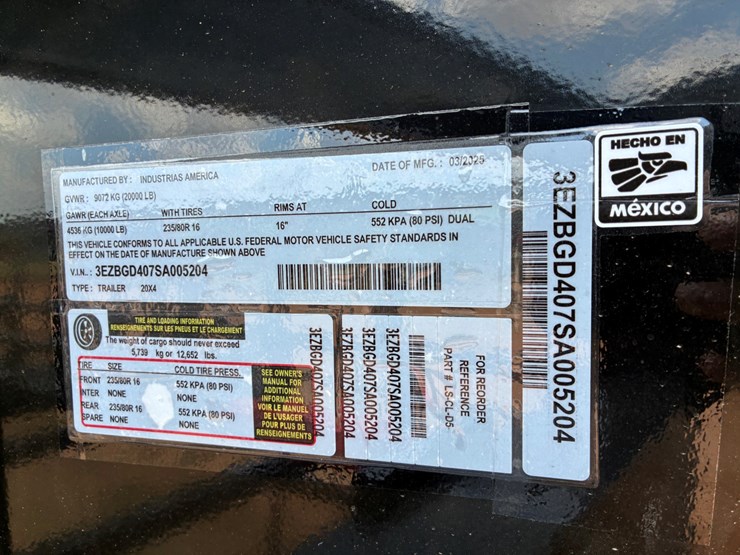 MANUFACTURED BY: INDUSTRIAS AMERICA
DATE OF MFG.: 03/2025
GVWR: 9072 KG (20000 LB)
GAWR (EACH AXLE) WITH TIRES RIMS AT COLD
4536 KG (10000 LB) 235/80R 16 16" 552 KPA (80 PSI) DUAL
THIS VEHICLE CONFORMS TO ALL APPLICABLE U.S. FEDERAL MOTOR VEHICLE SAFETY STANDARDS IN
EFFECT ON THE DATE OF MANUFACTURE SHOWN ABOVE
V.I.N.: 3EZBGD407SA005204
TYPE: TRAILER 20X4
TIRE AND LOADING INFORMATION
RENSEIGNEMENTS SUR LES PNEUS ET LE CHARGEMENT
The weight of cargo should never exceed
5,739 kg or 12,652 lbs.
TIRE SIZE COLD TIRE PRESS.
FRONT 235/80R 16 552 KPA (80 PSI)
INTER NONE NONE
REAR 235/80R 16 552 KPA (80 PSI)
SPARE NONE NONE
SEE OWNER'S
MANUAL FOR
ADDITIONAL
INFORMATION
VOIR LE MANUEL
DE L'USAGER
POUR PLUS DE
RENSEIGNEMENTS
3EZBGD407SA005204
3EZBGD407SA005204
3EZBGD407SA005204
3EZBGD407SA005204
FOR REORDER
REFERENCE
PART # LS-CL-D5
3EZBGD407SA005204
HECHO EN
MéXICO